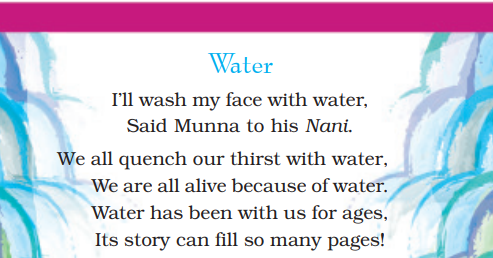 Water
I'll wash my face with water,
Said Munna to his Nani.
We all quench our thirst with water,
We are all alive because of water.
Water has been with us for ages,
Its story can fill so many pages!